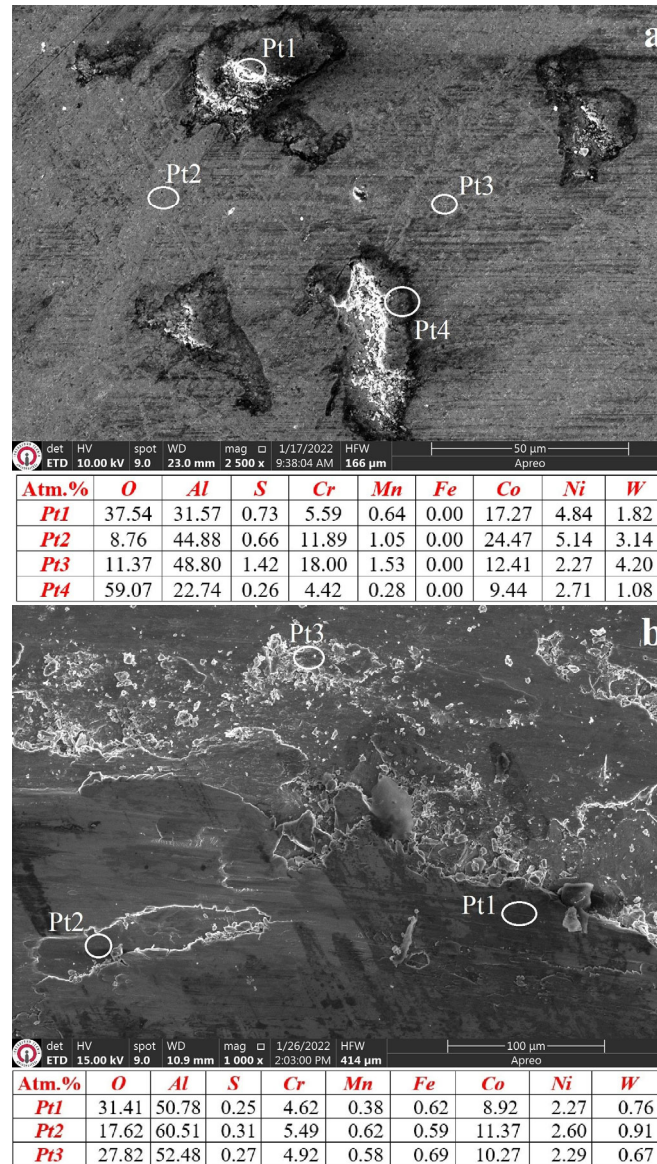 a
Pt1
Pt2
Pt3
Pt4
det HV spot WD mag □ 1/17/2022 HFW 50 µm
ETD 10.00 kV 9.0 23.0 mm 2 500 x 9:38:04 AM 166 µm Apreo
Atm.% O Al S Cr Mn Fe Co Ni W
Pt1 37.54 31.57 0.73 5.59 0.64 0.00 17.27 4.84 1.82
Pt2 8.76 44.88 0.66 11.89 1.05 0.00 24.47 5.14 3.14
Pt3 11.37 48.80 1.42 18.00 1.53 0.00 12.41 2.27 4.20
Pt4 59.07 22.74 0.26 4.42 0.28 0.00 9.44 2.71 1.08
b
Pt3
Pt1
Pt2
det HV spot WD mag □ 1/26/2022 HFW 100 µm
ETD 15.00 kV 9.0 10.9 mm 1 000 x 2:03:00 PM 414 µm Apreo
Atm.% O Al S Cr Mn Fe Co Ni W
Pt1 31.41 50.78 0.25 4.62 0.38 0.62 8.92 2.27 0.76
Pt2 17.62 60.51 0.31 5.49 0.62 0.59 11.37 2.60 0.91
Pt3 27.82 52.48 0.27 4.92 0.58 0.69 10.27 2.29 0.67